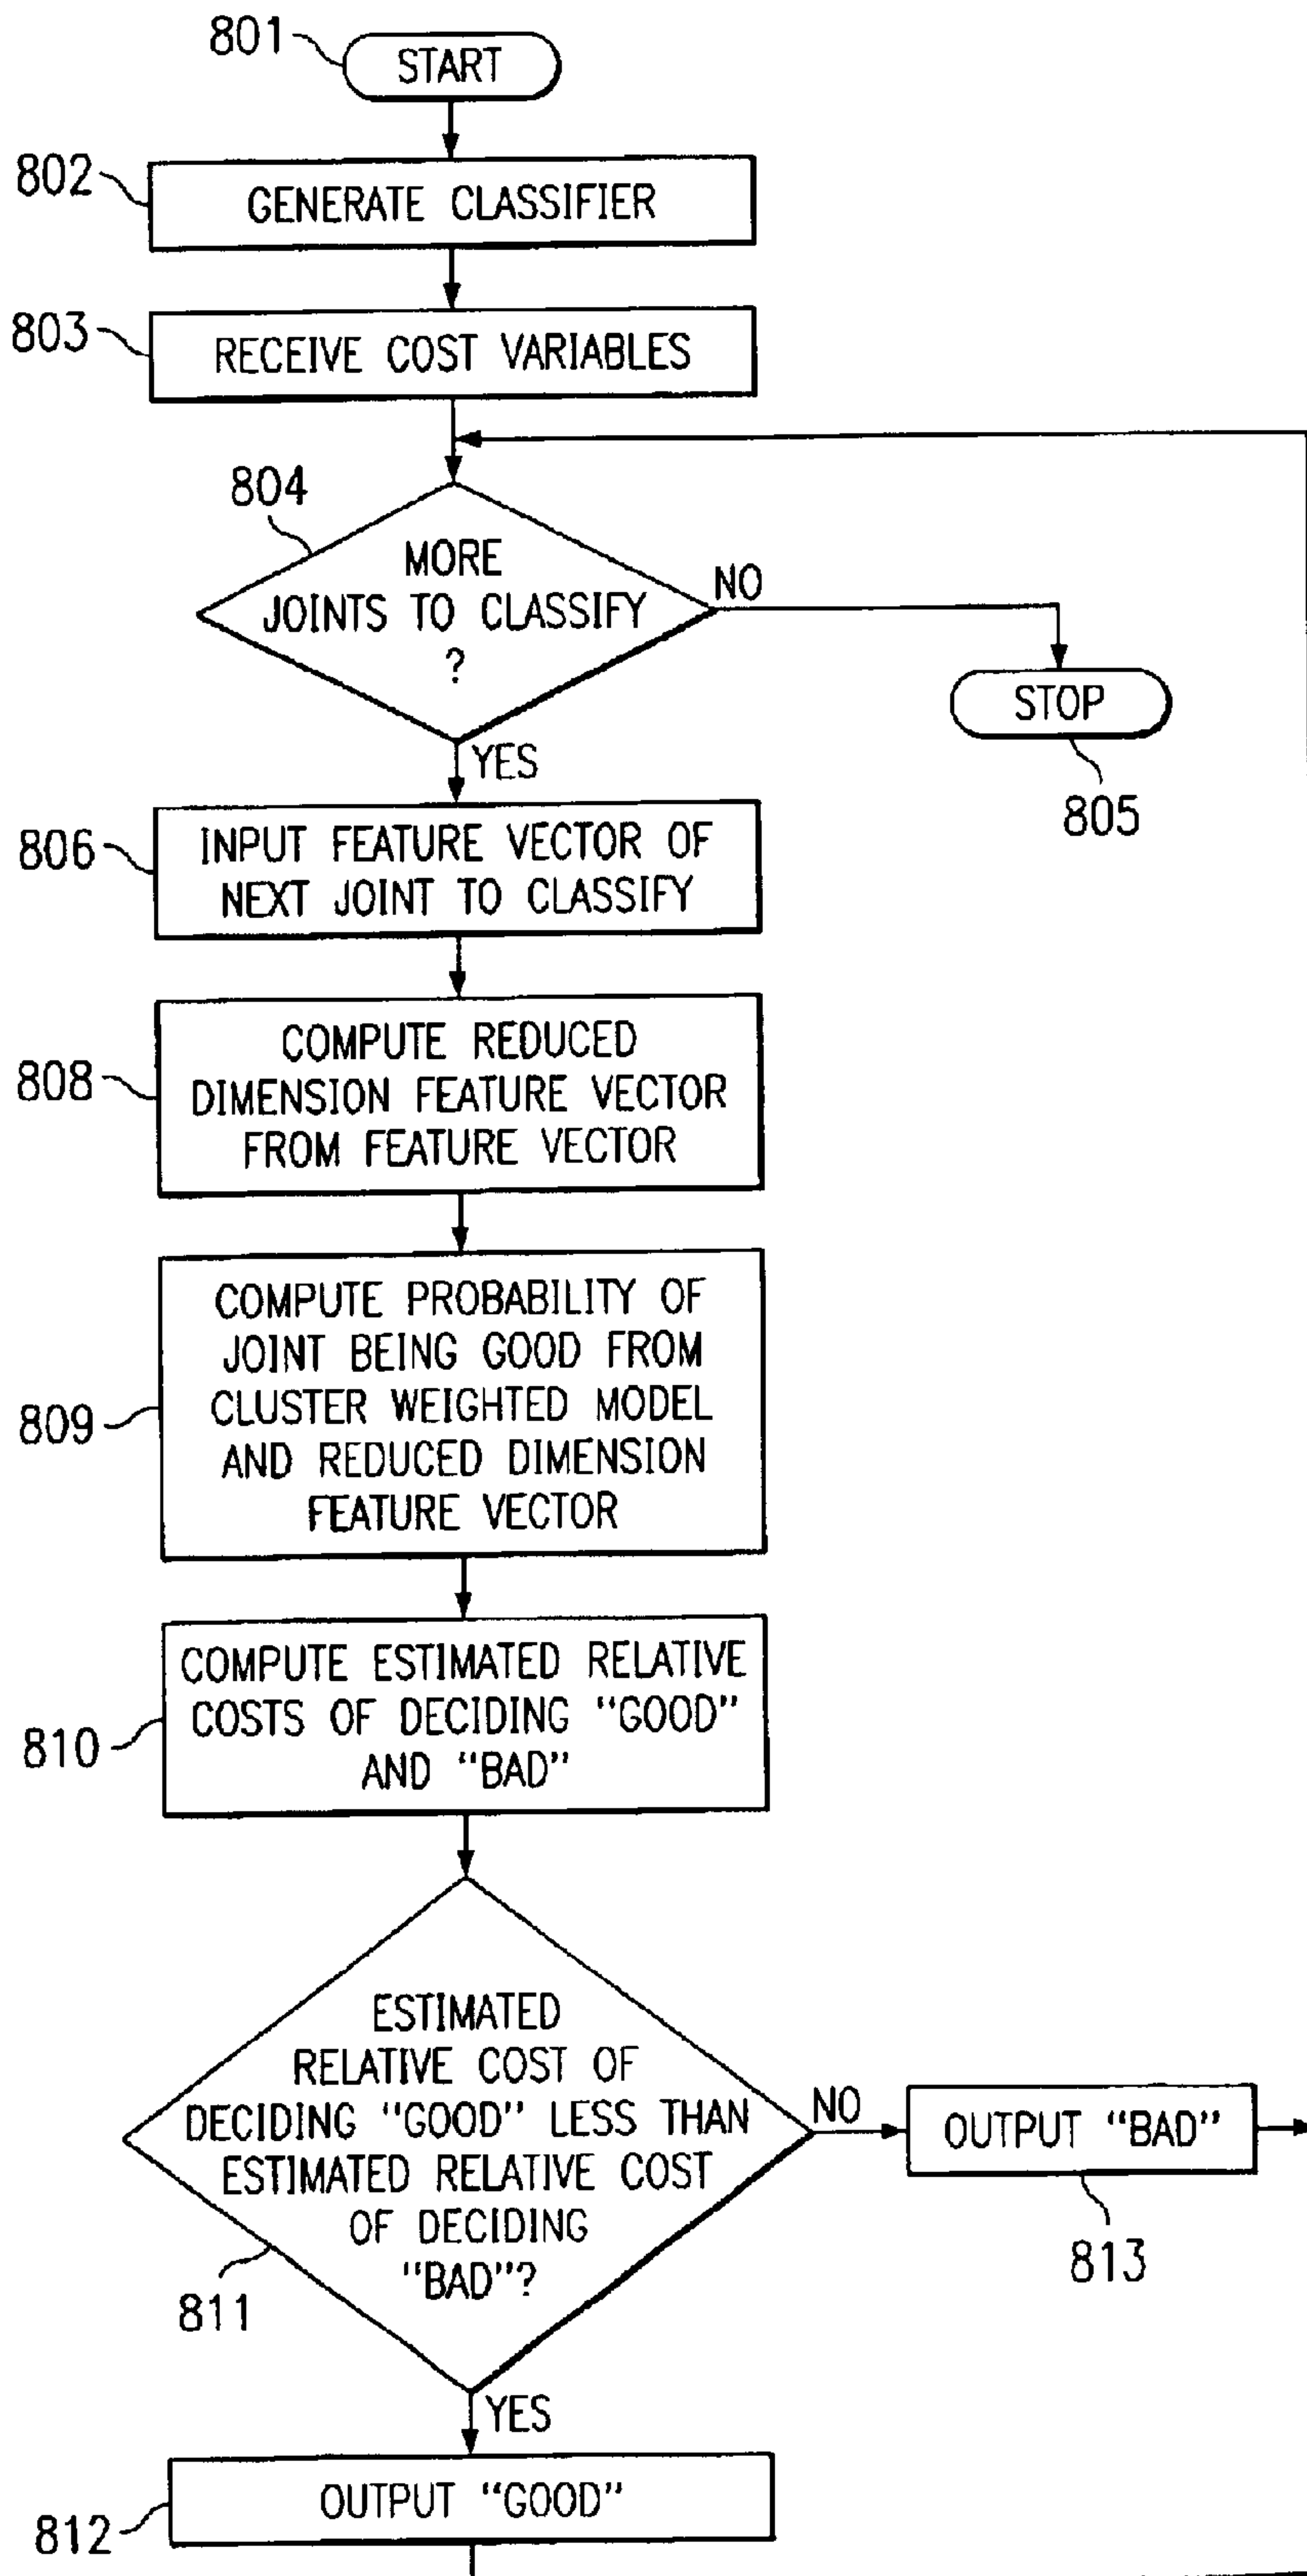 801
START
802
GENERATE CLASSIFIER
803
RECEIVE COST VARIABLES
804
MORE
JOINTS TO CLASSIFY
?
NO
STOP
805
YES
806
INPUT FEATURE VECTOR OF
NEXT JOINT TO CLASSIFY
808
COMPUTE REDUCED
DIMENSION FEATURE VECTOR
FROM FEATURE VECTOR
809
COMPUTE PROBABILITY OF
JOINT BEING GOOD FROM
CLUSTER WEIGHTED MODEL
AND REDUCED DIMENSION
FEATURE VECTOR
810
COMPUTE ESTIMATED RELATIVE
COSTS OF DECIDING "GOOD"
AND "BAD"
811
ESTIMATED
RELATIVE COST OF
DECIDING "GOOD" LESS THAN
ESTIMATED RELATIVE COST
OF DECIDING
"BAD"?
NO
OUTPUT "BAD"
813
YES
812
OUTPUT "GOOD"